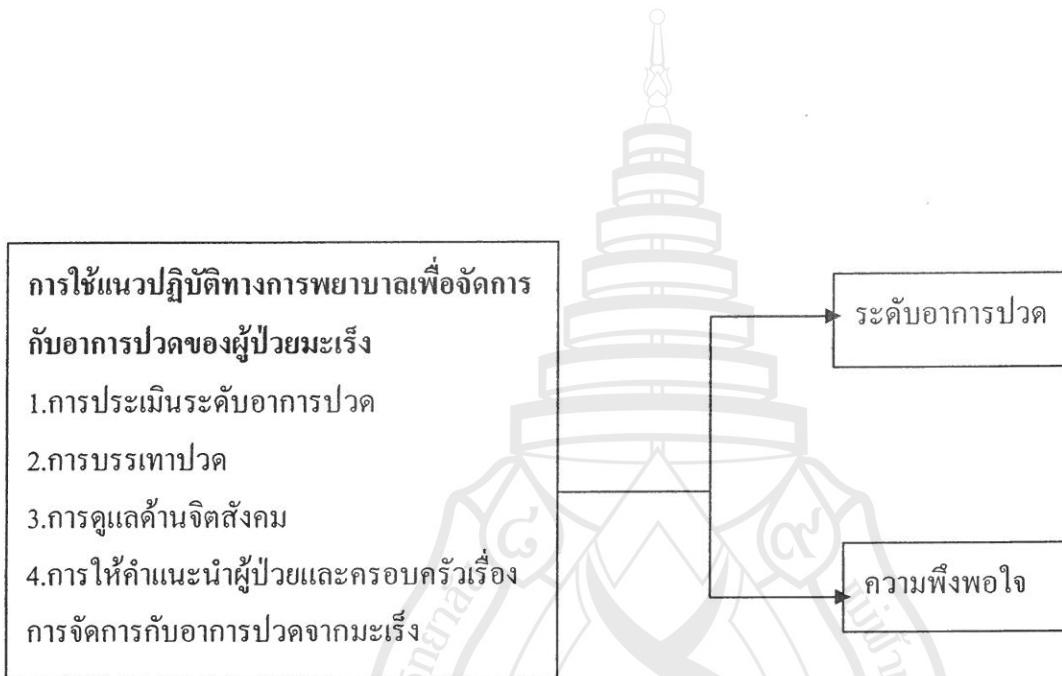 การใช้แนวปฏิบัติทางการพยาบาลเพื่อจัดการ
กับอาการปวดของผู้ป่วยมะเร็ง
1.การประเมินระดับอาการปวด
2.การบรรเทาปวด
3.การดูแลด้านจิตสังคม
4.การให้คำแนะนำผู้ป่วยและครอบครัวเรื่อง
การจัดการกับอาการปวดจากมะเร็ง
ระดับอาการปวด
ความพึงพอใจ